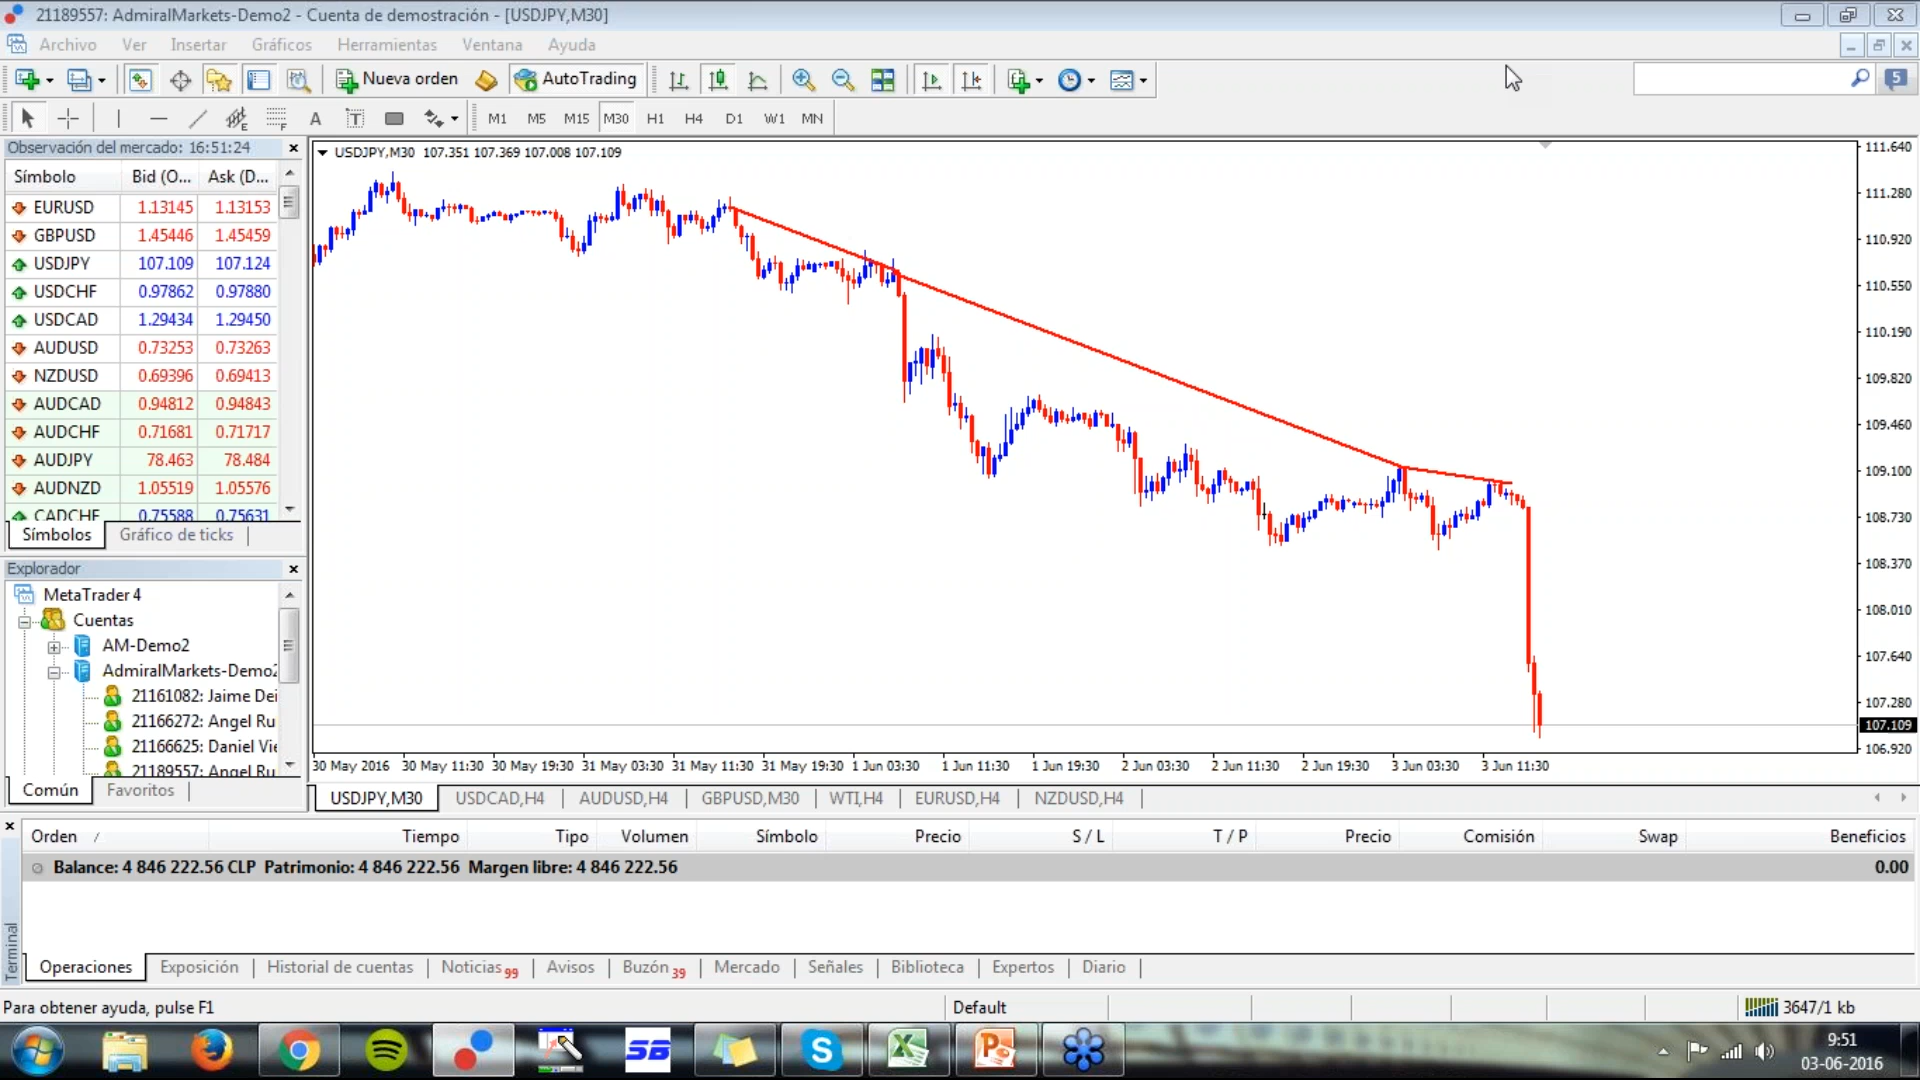 21189557: AdmiralMarkets-Demo2 - Cuenta de demostración - [USDJPY,M30]
Archivo Ver Insertar Gráficos Herramientas Ventana Ayuda
Nueva orden AutoTrading 5
A T M1 M5 M15 M30 H1 H4 D1 W1 MN
Observación del mercado: 16:51:24
Símbolo Bid (O... Ask (D...
EURUSD 1.13145 1.13153
GBPUSD 1.45446 1.45459
USDJPY 107.109 107.124
USDCHF 0.97862 0.97880
USDCAD 1.29434 1.29450
AUDUSD 0.73253 0.73263
NZDUSD 0.69396 0.69413
AUDCAD 0.94812 0.94843
AUDCHF 0.71681 0.71717
AUDJPY 78.463 78.484
AUDNZD 1.05519 1.05576
CADCHF 0.75588 0.75631
Símbolos Gráfico de ticks
Explorador
MetaTrader 4
Cuentas
AM-Demo2
AdmiralMarkets-Demo2
21161082: Jaime Dei
21166272: Angel Ru
21166625: Daniel Vie
21189557: Angel Ru
Común Favoritos
USDJPY,M30 107.351 107.369 107.008 107.109
111.640
111.280
110.920
110.550
110.190
109.820
109.460
109.100
108.730
108.370
108.010
107.640
107.280
107.109
106.920
30 May 2016 30 May 11:30 30 May 19:30 31 May 03:30 31 May 11:30 31 May 19:30 1 Jun 03:30 1 Jun 11:30 1 Jun 19:30 2 Jun 03:30 2 Jun 11:30 2 Jun 19:30 3 Jun 03:30 3 Jun 11:30
USDJPY,M30 USDCAD,H4 AUDUSD,H4 GBPUSD,M30 WTI,H4 EURUSD,H4 NZDUSD,H4
Orden Tiempo Tipo Volumen Símbolo Precio S / L T / P Precio Comisión Swap Beneficios
Balance: 4 846 222.56 CLP Patrimonio: 4 846 222.56 Margen libre: 4 846 222.56 0.00
Terminal
Operaciones Exposición Historial de cuentas Noticias 99 Avisos Buzón 39 Mercado Señales Biblioteca Expertos Diario
Para obtener ayuda, pulse F1 Default 3647/1 kb
SB
9:51
03-06-2016